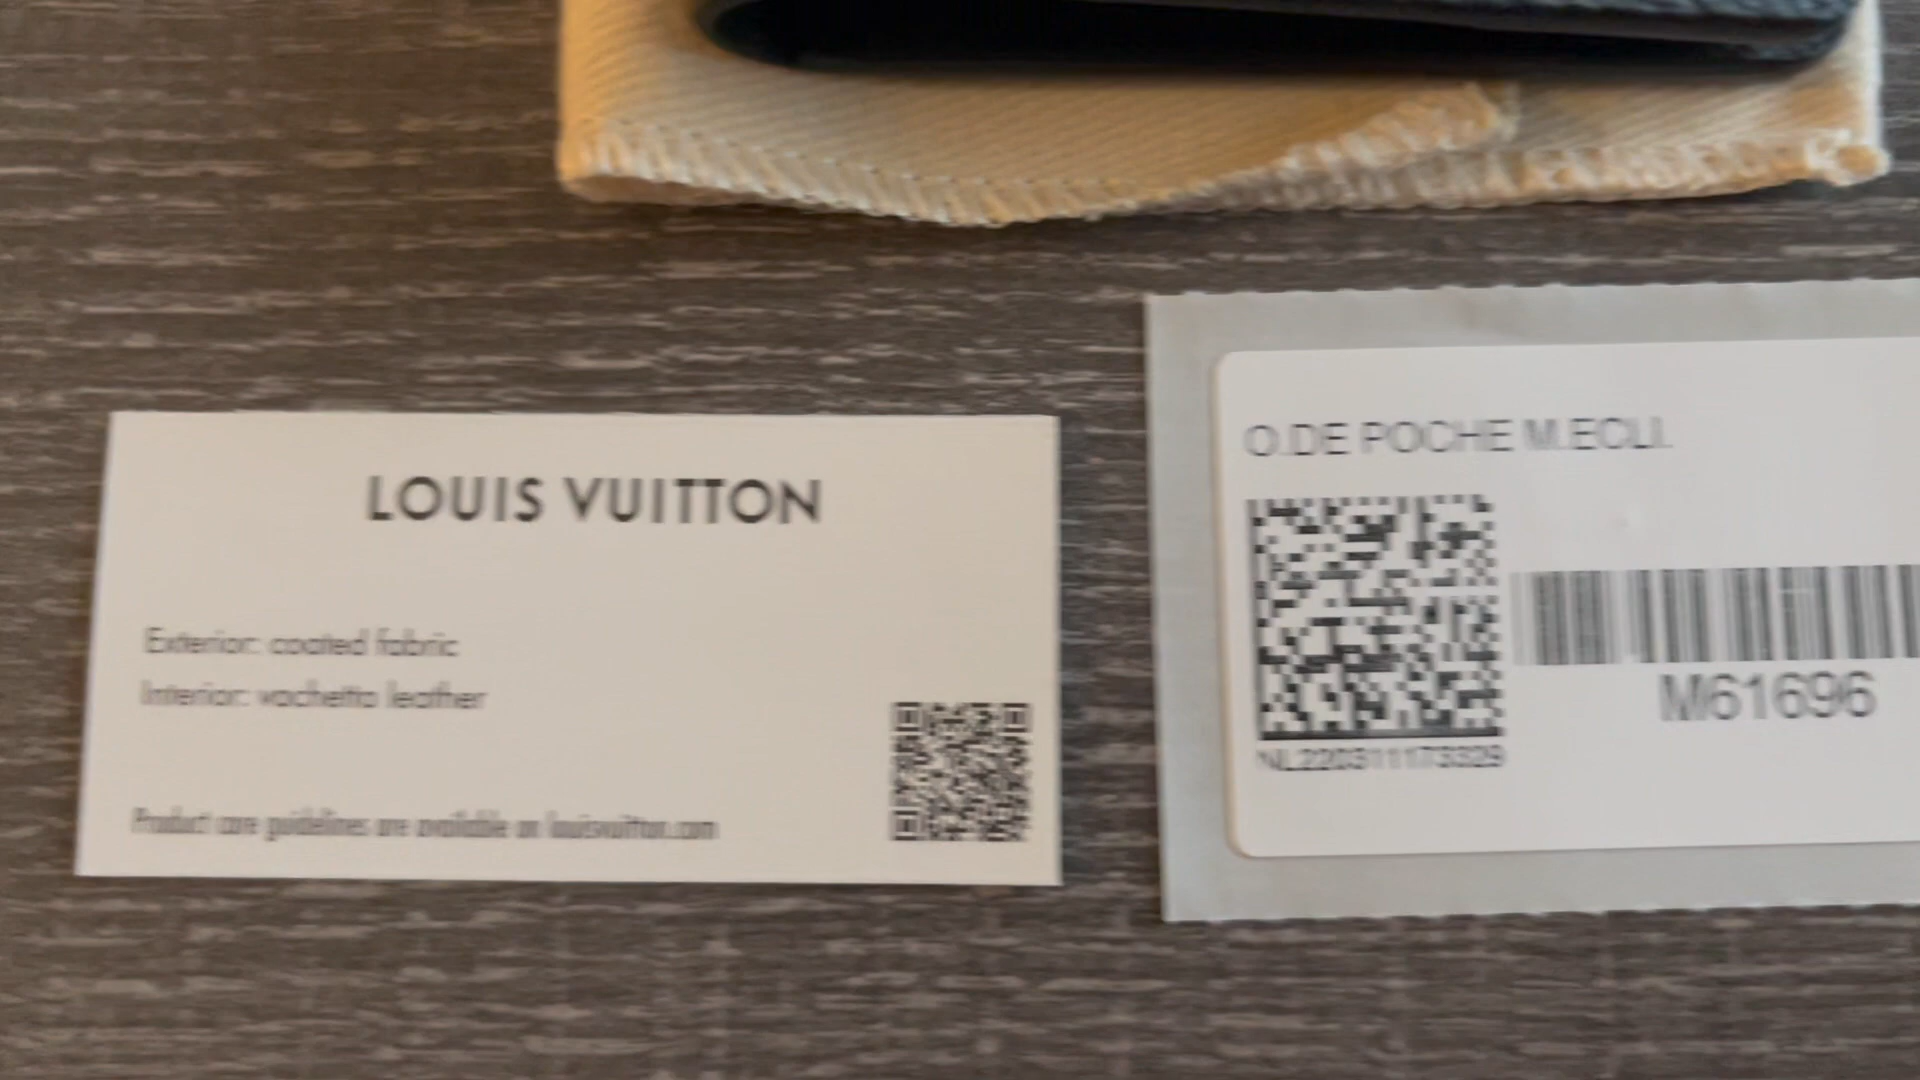 LOUIS VUITTON
Exterior: coated fabric
Interior: vachetta leather
Product care guidelines are available on louisvuitton.com
O.DE POCHE M.ECLI.
NL220311173329
M61696